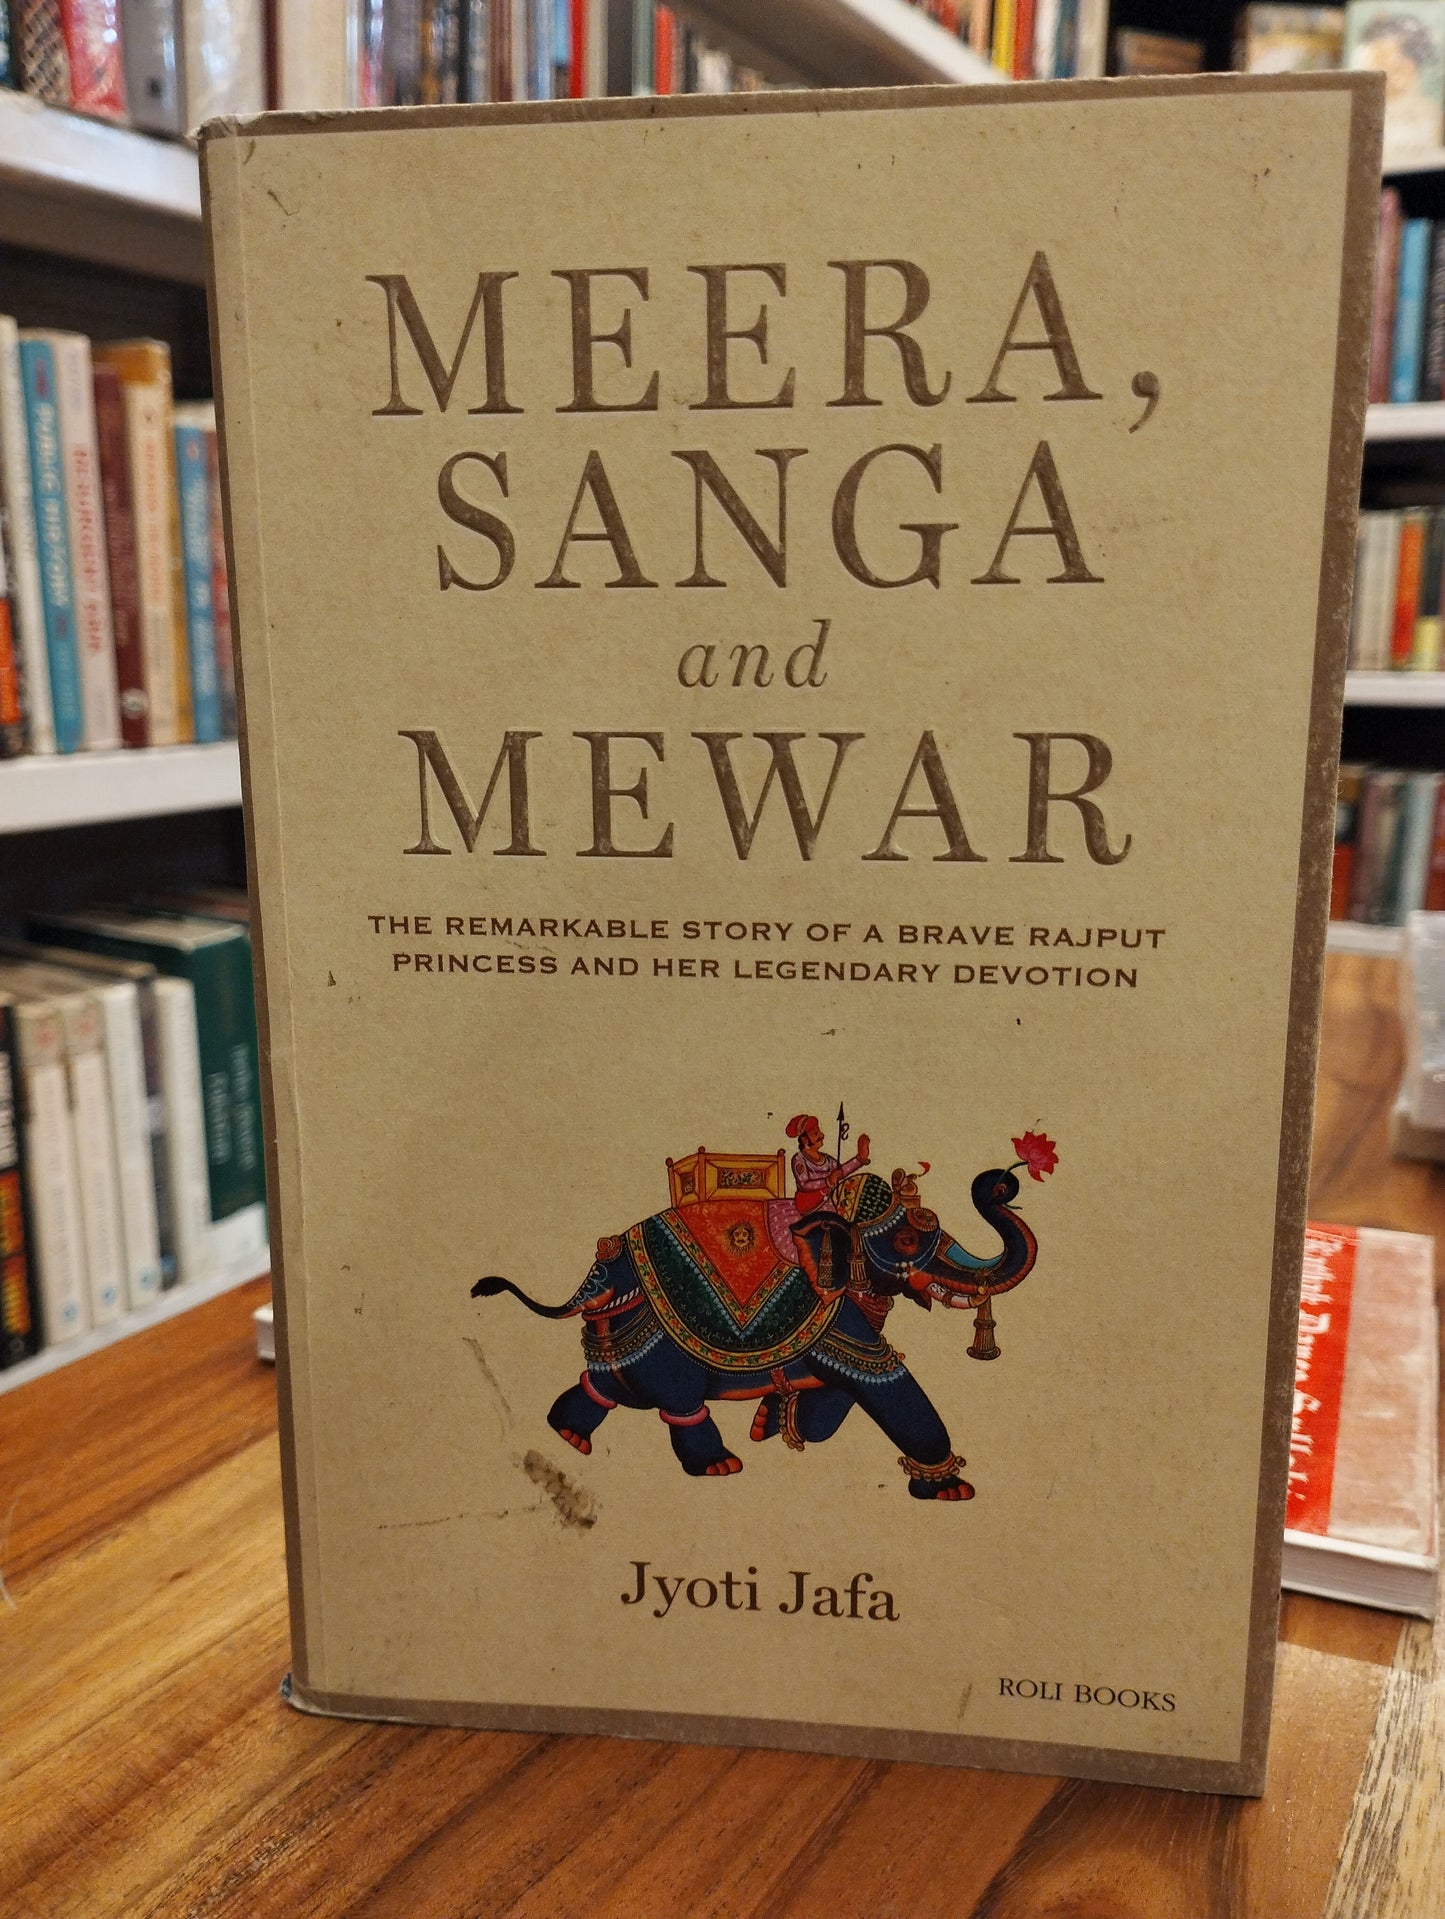 MEERA,
SANGA
and
MEWAR
THE REMARKABLE STORY OF A BRAVE RAJPUT
PRINCESS AND HER LEGENDARY DEVOTION
Jyoti Jafa
ROLI BOOKS